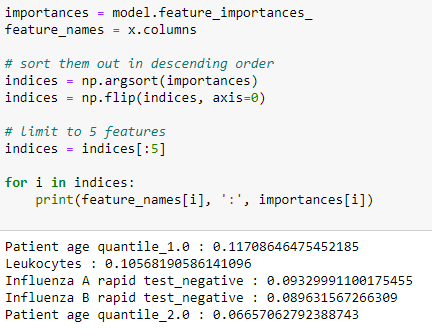 importances = model.feature_importances_
feature_names = x.columns
# sort them out in descending order
indices = np.argsort(importances)
indices = np.flip(indices, axis=0)
# limit to 5 features
indices = indices[:5]
for i in indices:
    print(feature_names[i], ':', importances[i])
Patient age quantile_1.0 : 0.11708646475452185
Leukocytes : 0.10568190586141096
Influenza A rapid test_negative : 0.09329991100175455
Influenza B rapid test_negative : 0.089631567266309
Patient age quantile_2.0 : 0.06657062792388743